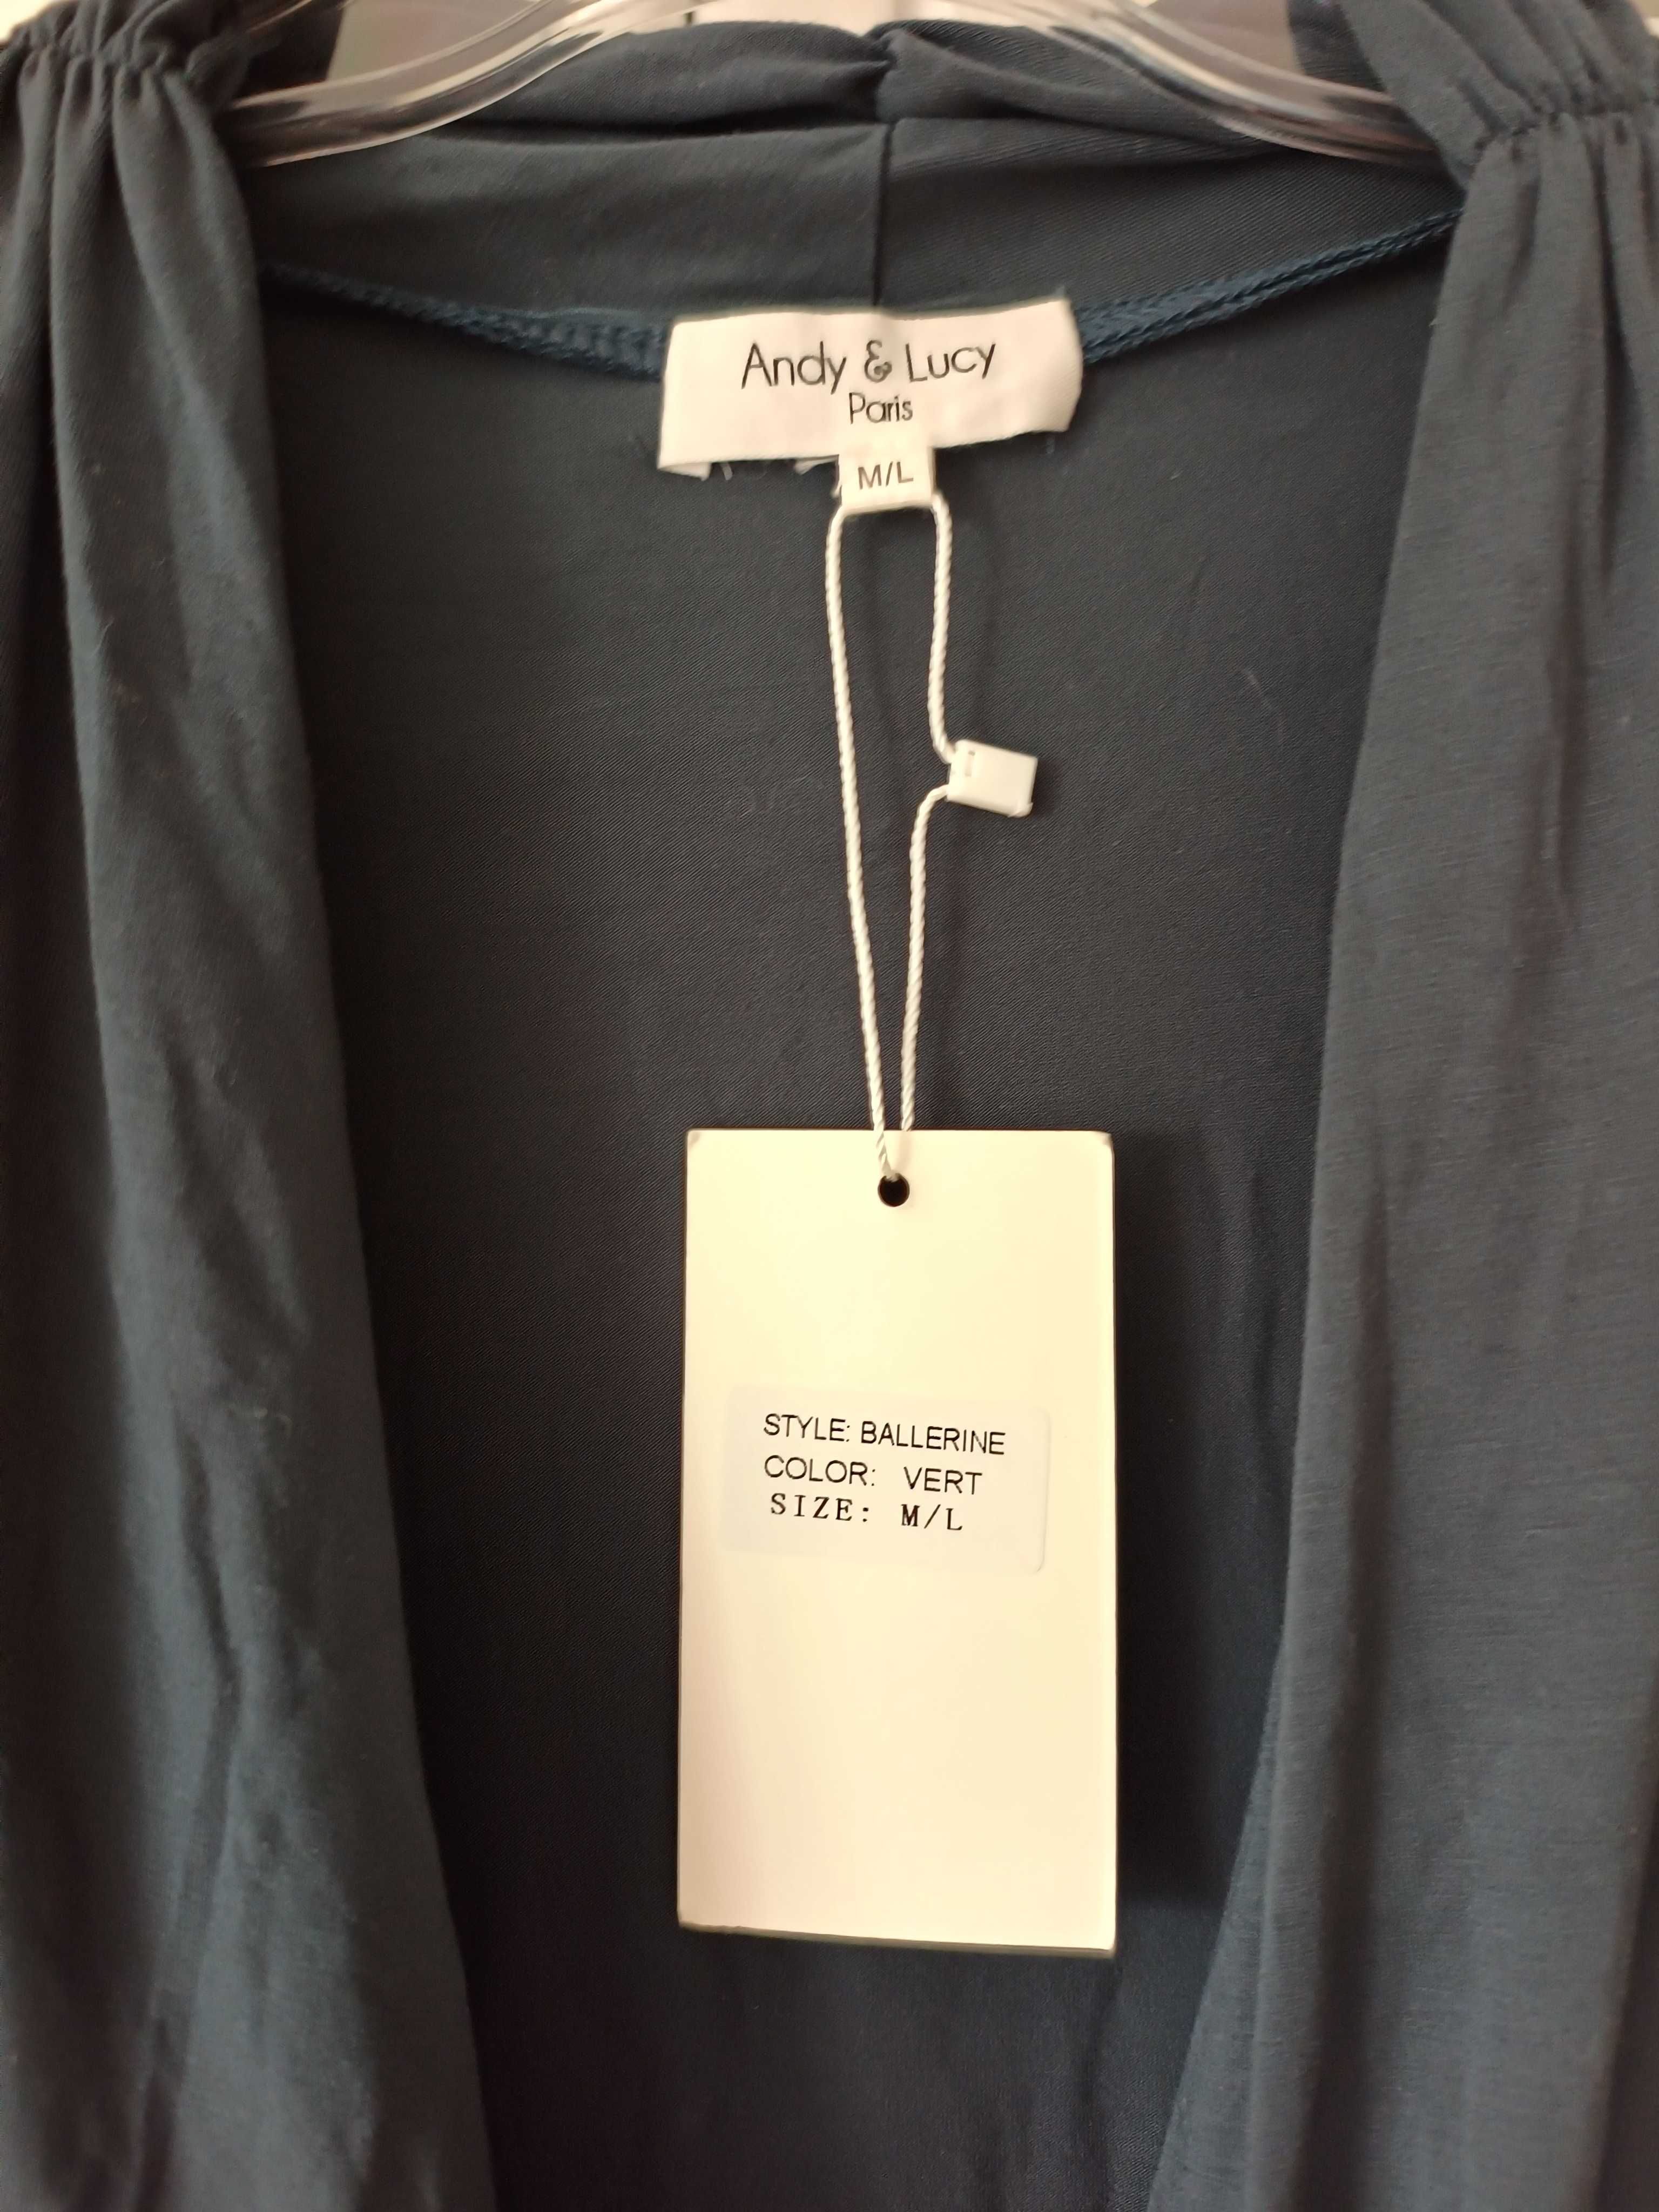 Andy & Lucy
Paris
M/L
STYLE: BALLERINE
COLOR: VERT
SIZE: M/L